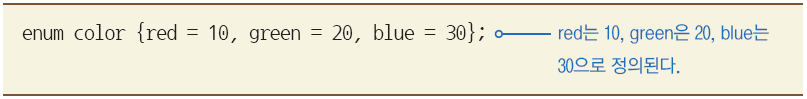 enum color {red = 10, green = 20, blue = 30};
red는 10, green은 20, blue는
30으로 정의된다.